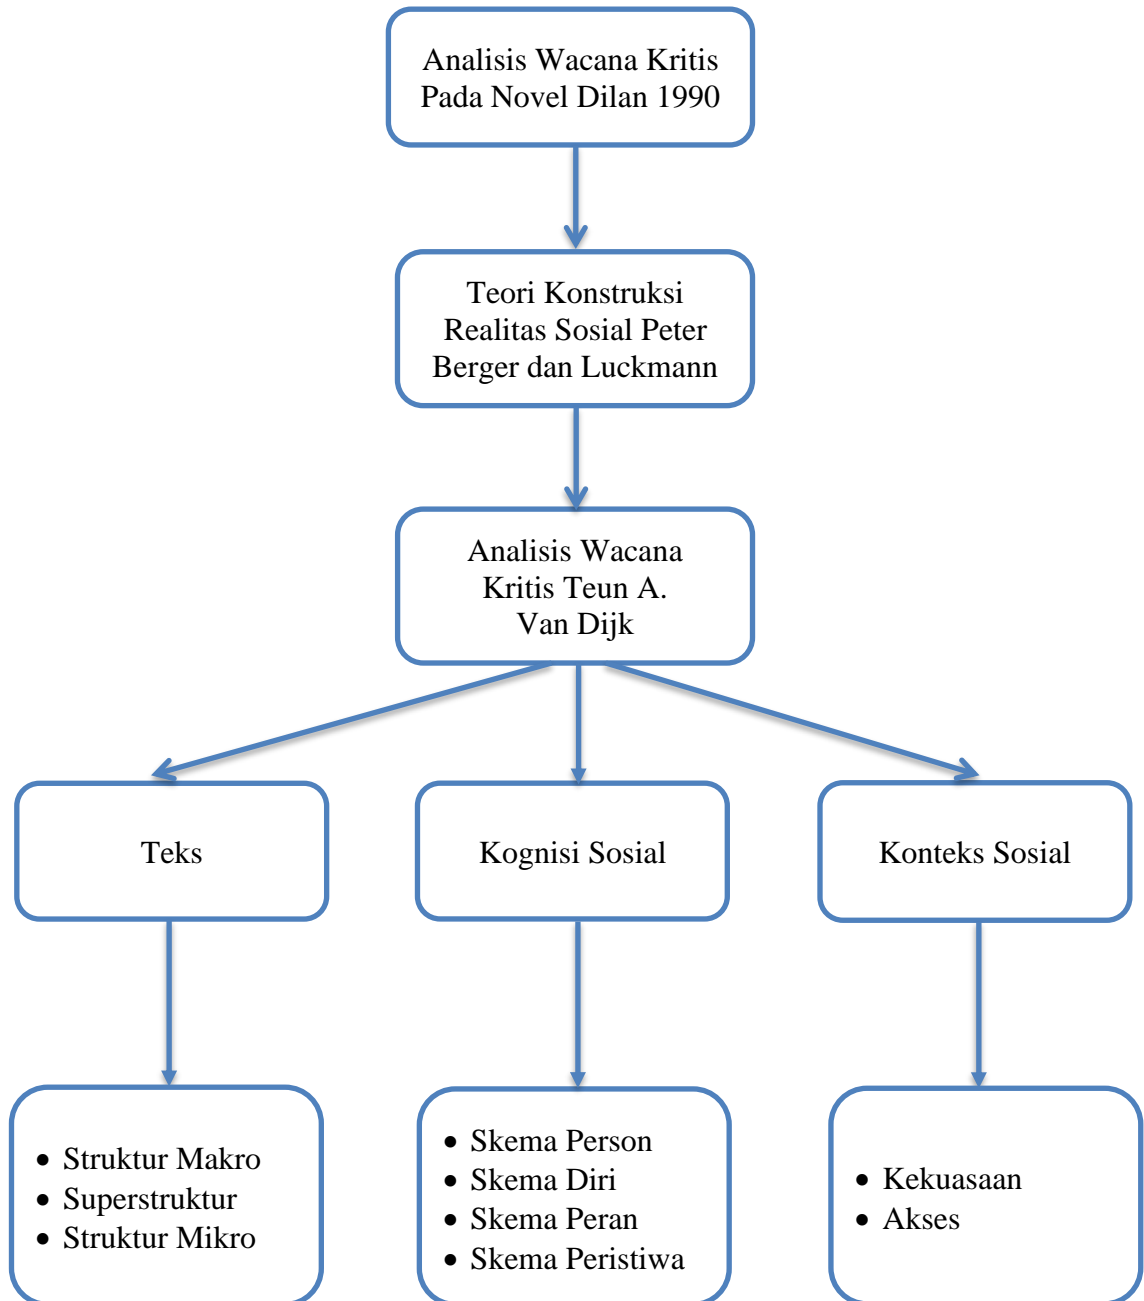 Analisis Wacana Kritis
Pada Novel Dilan 1990
Teori Konstruksi
Realitas Sosial Peter
Berger dan Luckmann
Analisis Wacana
Kritis Teun A.
Van Dijk
Teks
Kognisi Sosial
Konteks Sosial
• Struktur Makro
• Superstruktur
• Struktur Mikro
• Skema Person
• Skema Diri
• Skema Peran
• Skema Peristiwa
• Kekuasaan
• Akses